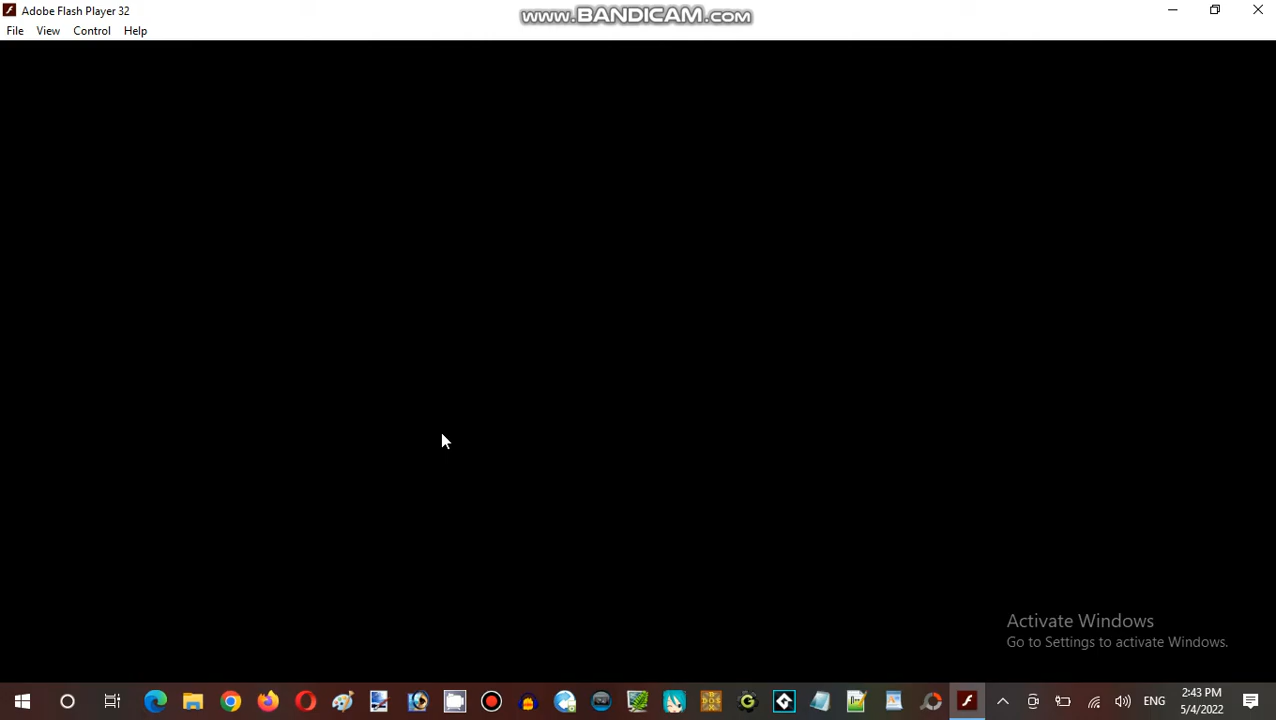 Adobe Flash Player 32
www.BANDICAM.com
File View Control Help
Activate Windows
Go to Settings to activate Windows.
ENG
2:43 PM
5/4/2022